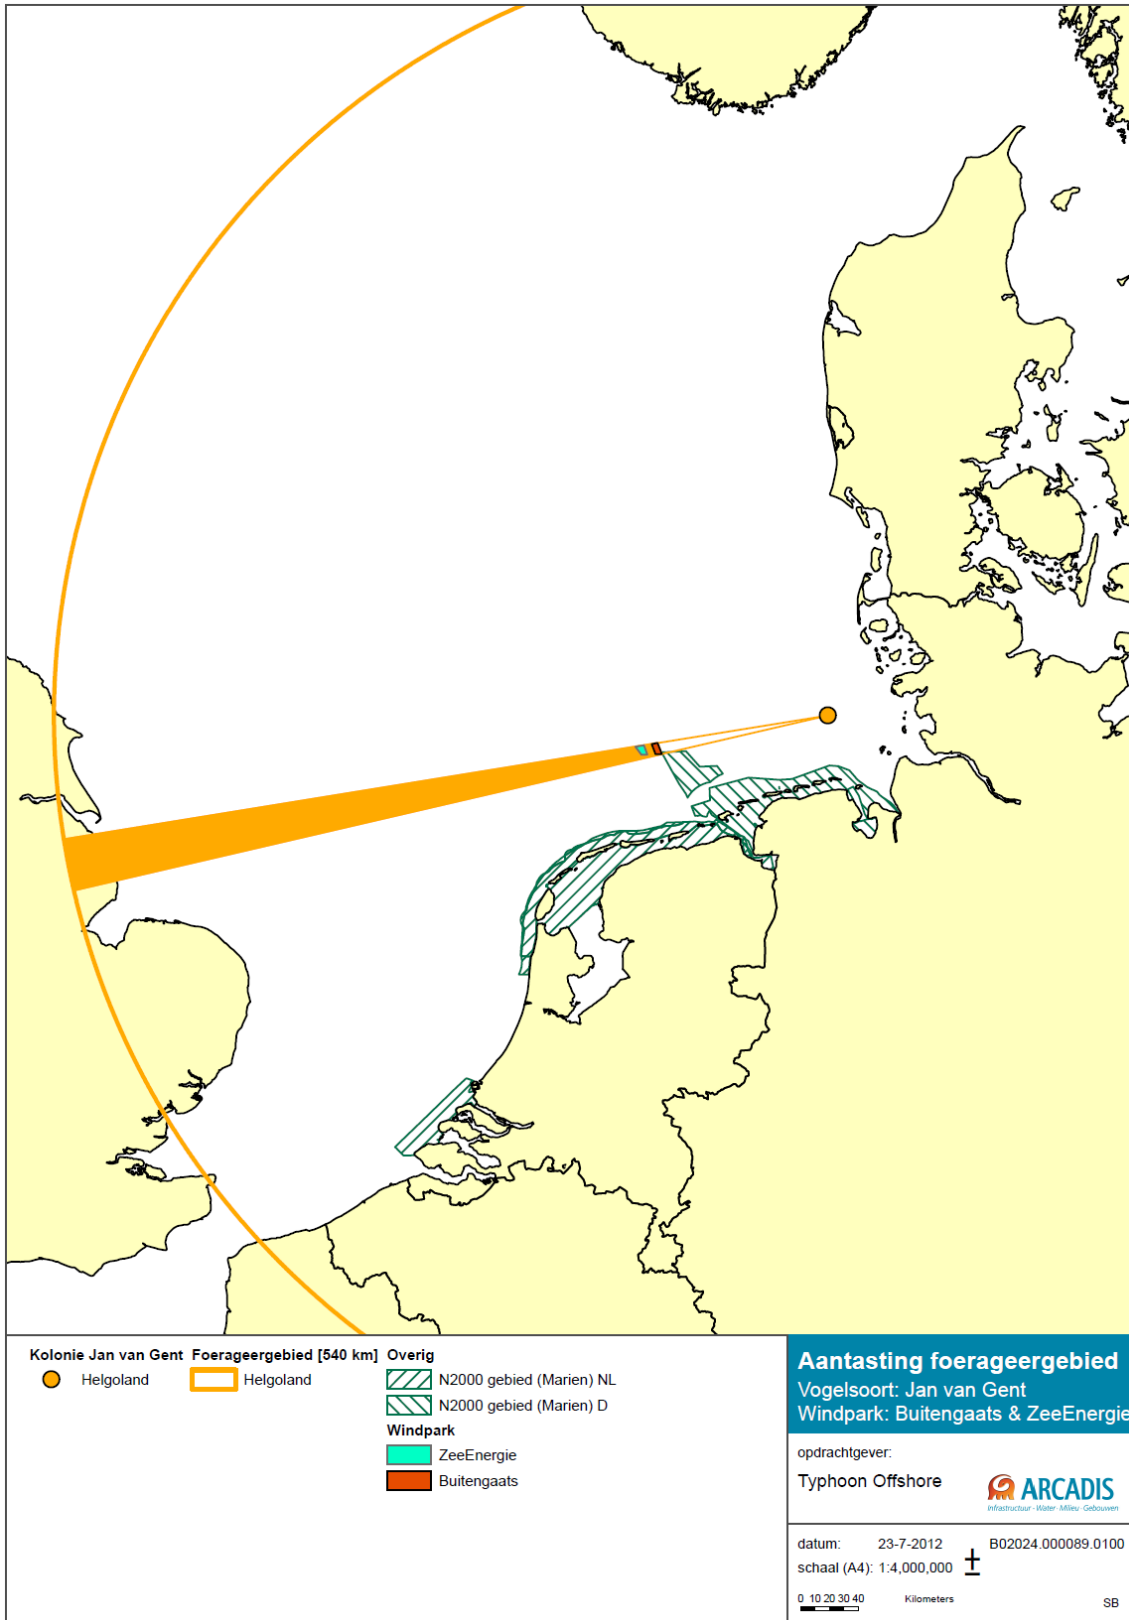 Kolonie Jan van Gent Foerageergebied [540 km] Overig
Helgoland Helgoland N2000 gebied (Marien) NL
N2000 gebied (Marien) D
Windpark
ZeeEnergie
Buitengaats
Aantasting foerageergebied
Vogelsoort: Jan van Gent
Windpark: Buitengaats & ZeeEnergie
opdrachtgever:
Typhoon Offshore
ARCADIS
Infrastructuur · Water · Milieu · Gebouwen
datum: 23-7-2012 B02024.000089.0100
schaal (A4): 1:4,000,000
0 10 20 30 40 Kilometers
SB